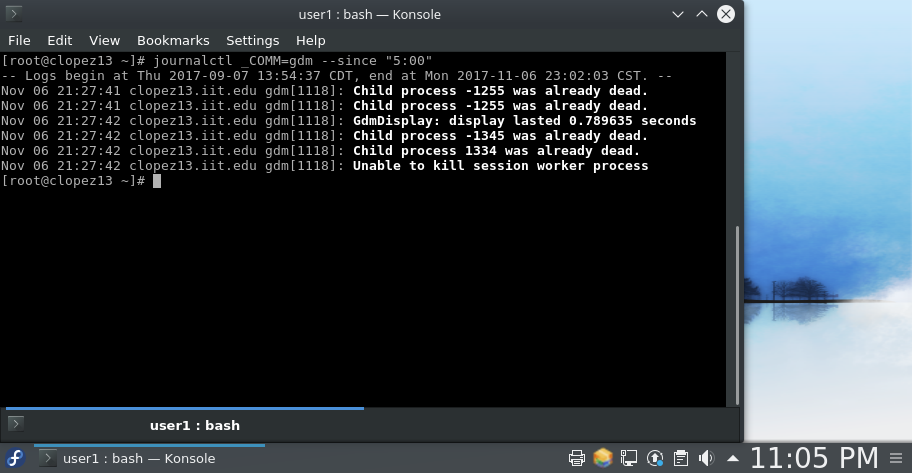 user1 : bash — Konsole
File Edit View Bookmarks Settings Help
[root@clopez13 ~]# journalctl _COMM=gdm --since "5:00"
-- Logs begin at Thu 2017-09-07 13:54:37 CDT, end at Mon 2017-11-06 23:02:03 CST. --
Nov 06 21:27:41 clopez13.iit.edu gdm[1118]: Child process -1255 was already dead.
Nov 06 21:27:41 clopez13.iit.edu gdm[1118]: Child process -1255 was already dead.
Nov 06 21:27:42 clopez13.iit.edu gdm[1118]: GdmDisplay: display lasted 0.789635 seconds
Nov 06 21:27:42 clopez13.iit.edu gdm[1118]: Child process -1345 was already dead.
Nov 06 21:27:42 clopez13.iit.edu gdm[1118]: Child process 1334 was already dead.
Nov 06 21:27:42 clopez13.iit.edu gdm[1118]: Unable to kill session worker process
[root@clopez13 ~]#
user1 : bash
user1 : bash — Konsole
11:05 PM